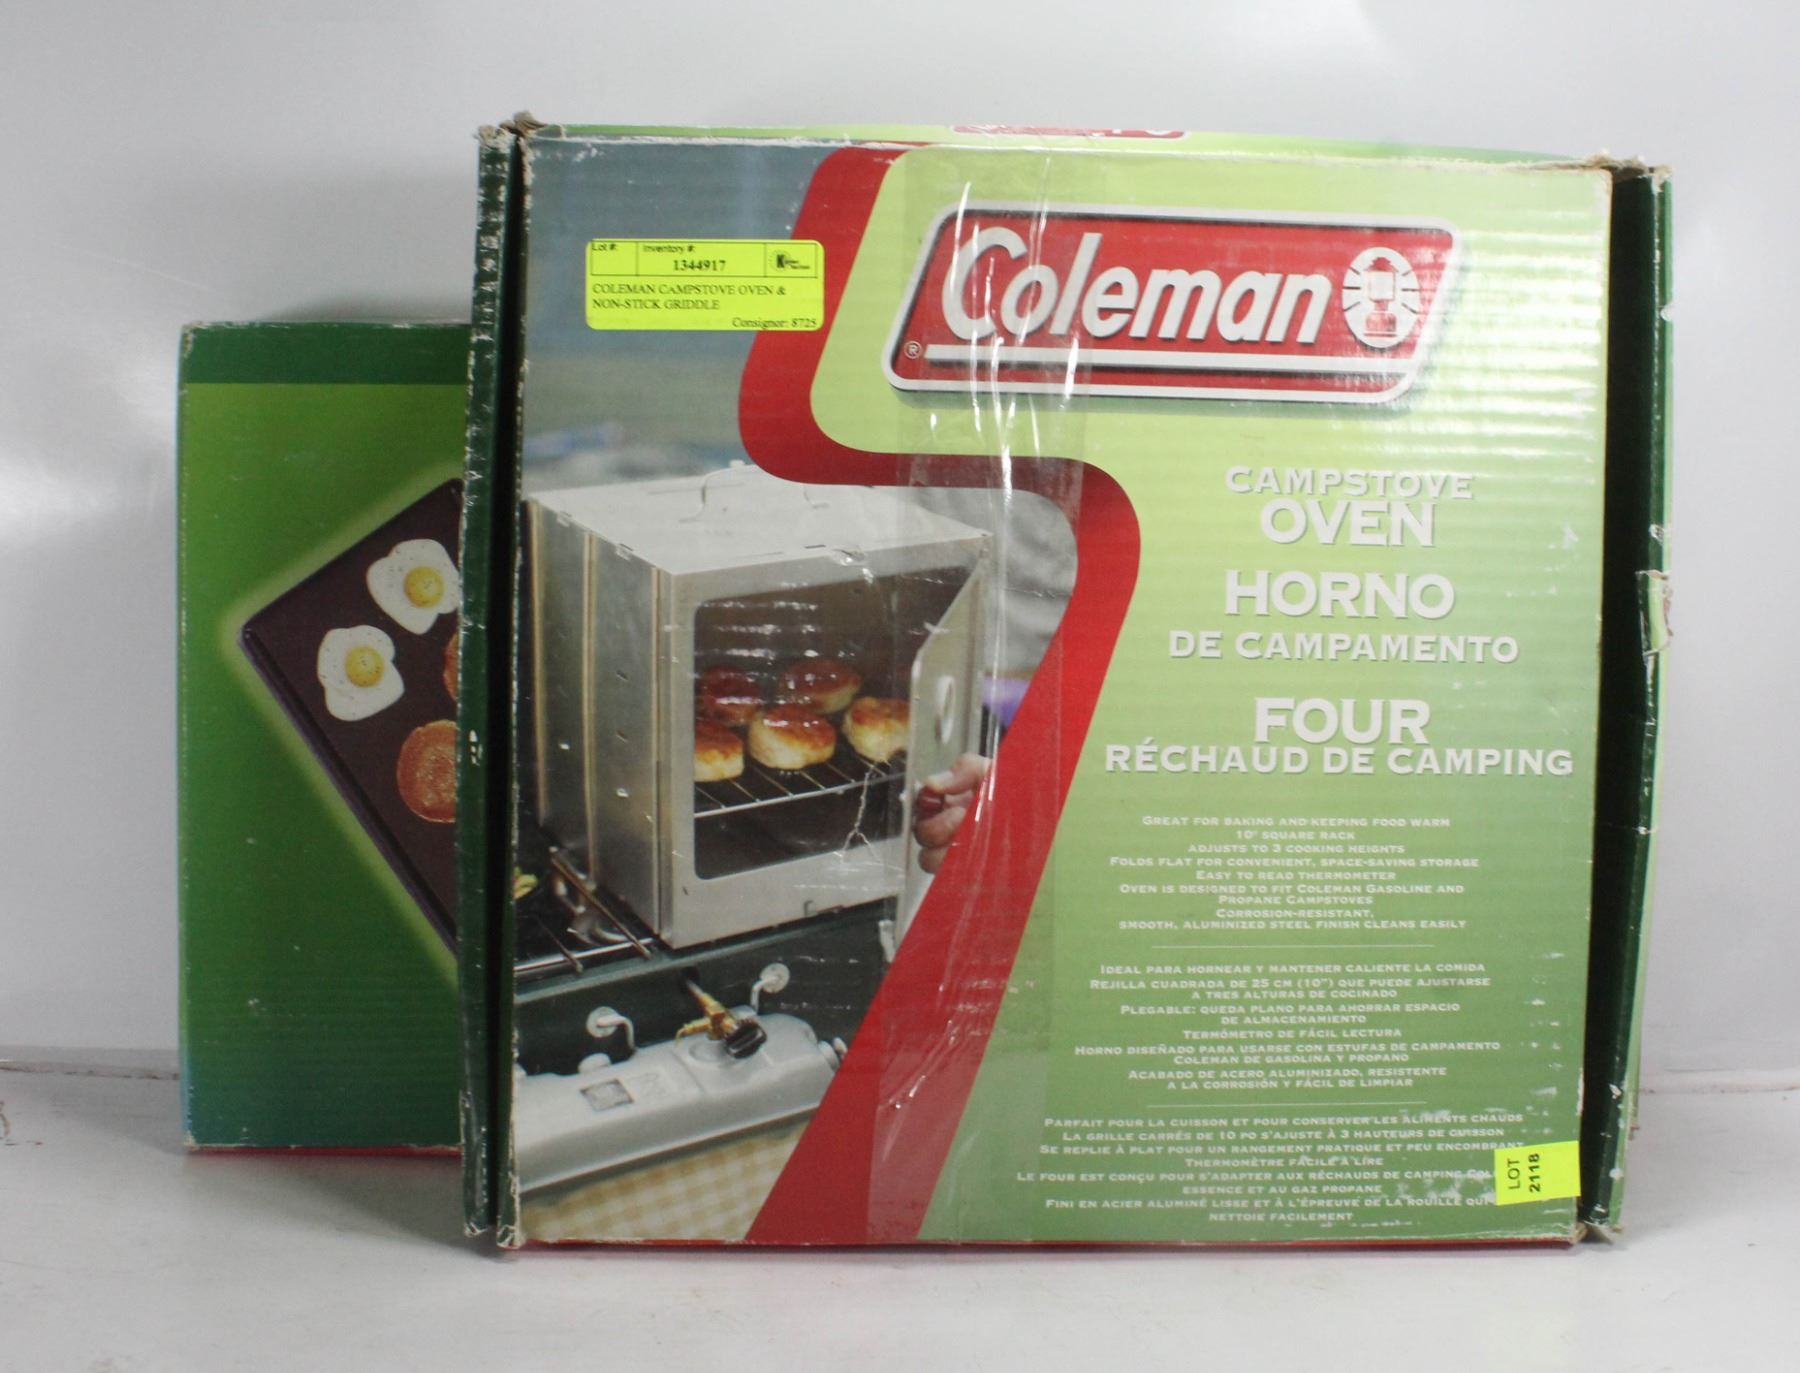 Lot #: Inventory #:
1344917
COLEMAN CAMPSTOVE OVEN &
NON-STICK GRIDDLE
Consignor: 8725
Coleman
®
CAMPSTOVE
OVEN
HORNO
DE CAMPAMENTO
FOUR
RÉCHAUD DE CAMPING
GREAT FOR BAKING AND KEEPING FOOD WARM
10" SQUARE RACK
ADJUSTS TO 3 COOKING HEIGHTS
FOLDS FLAT FOR CONVENIENT, SPACE-SAVING STORAGE
EASY TO READ THERMOMETER
OVEN IS DESIGNED TO FIT COLEMAN GASOLINE AND
PROPANE CAMPSTOVES
CORROSION-RESISTANT,
SMOOTH, ALUMINIZED STEEL FINISH CLEANS EASILY
IDEAL PARA HORNEAR Y MANTENER CALIENTE LA COMIDA
REJILLA CUADRADA DE 25 CM (10") QUE PUEDE AJUSTARSE
A TRES ALTURAS DE COCINADO
PLEGABLE: QUEDA PLANO PARA AHORRAR ESPACIO
DE ALMACENAMIENTO
TERMÓMETRO DE FÁCIL LECTURA
HORNO DISEÑADO PARA USARSE CON ESTUFAS DE CAMPAMENTO
COLEMAN DE GASOLINA Y PROPANO
ACABADO DE ACERO ALUMINIZADO, RESISTENTE
A LA CORROSIÓN Y FÁCIL DE LIMPIAR
PARFAIT POUR LA CUISSON ET POUR CONSERVER LES ALIMENTS CHAUDS
LA GRILLE CARRÉS DE 10 PO S'AJUSTE À 3 HAUTEURS DE CUISSON
SE REPLIE À PLAT POUR UN RANGEMENT PRATIQUE ET PEU ENCOMBRANT
THERMOMÈTRE FACILE À LIRE
LE FOUR EST CONÇU POUR S'ADAPTER AUX RÉCHAUDS DE CAMPING
ESSENCE ET AU GAZ PROPANE
FINI EN ACIER ALUMINÉ LISSE ET À L'ÉPREUVE DE LA ROUILLE QUI
NETTOIE FACILEMENT
LOT
2118